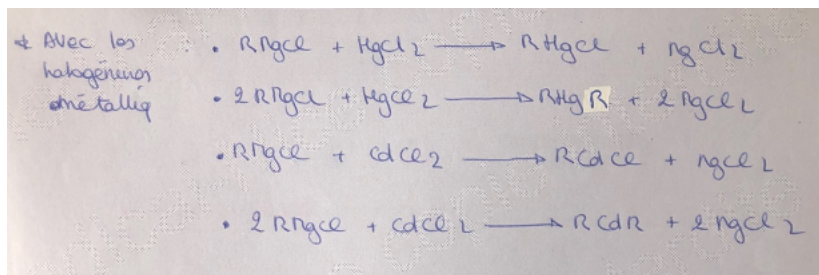 * Avec les . RMgCl + HgCl2 → RHgCl + MgCl2
halogénures
métalliq • 2RMgCl + HgCl2 → RHgR + 2MgCl2
. RMgCl + CdCl2 → RCdCl + MgCl2
• 2RMgCl + CdCl2 → RCdR + 2MgCl2